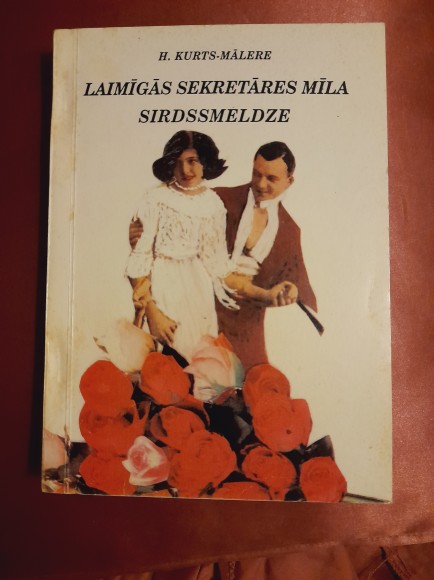 H. KURTS-MĀLERE
LAIMĪGĀS SEKRETĀRES MĪLA
SIRDSSMELDZE